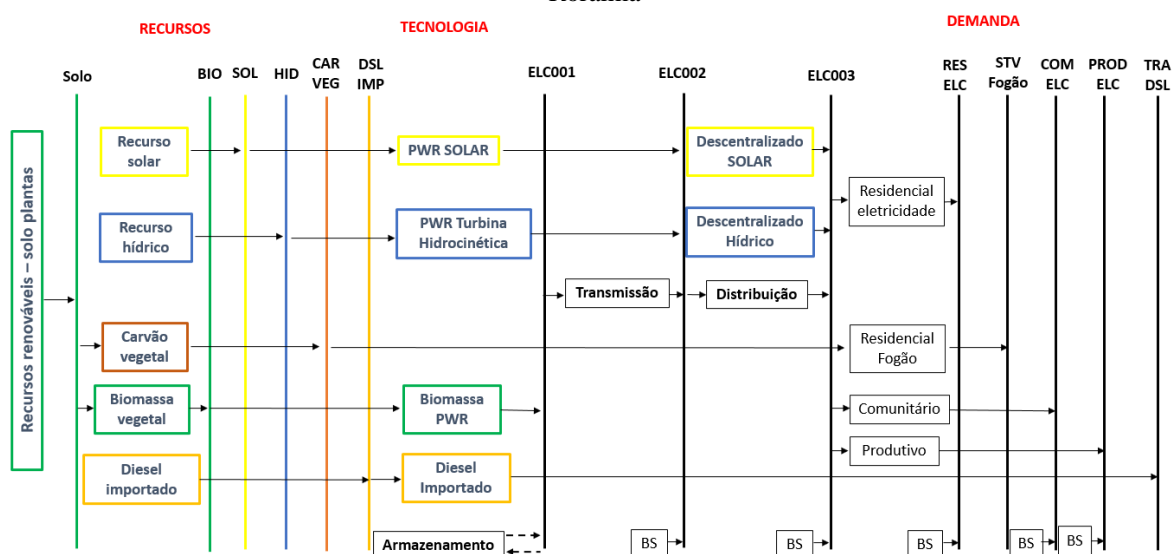 RECURSOS
TECNOLOGIA
DEMANDA
Solo
BIO
SOL
HID
CAR
VEG
DSL
IMP
ELC001
ELC002
ELC003
RES
ELC
STV
Fogão
COM
ELC
PROD
ELC
TRA
DSL
Recursos renováveis – solo plantas
Recurso
solar
PWR SOLAR
Descentralizado
SOLAR
Residencial
eletricidade
Recurso
hídrico
PWR Turbina
Hidrocinética
Descentralizado
Hídrico
Transmissão
Distribuição
Carvão
vegetal
Residencial
Fogão
Biomassa
vegetal
Biomassa
PWR
Comunitário
Produtivo
Diesel
importado
Diesel
Importado
Armazenamento
BS
BS
BS
BS
BS